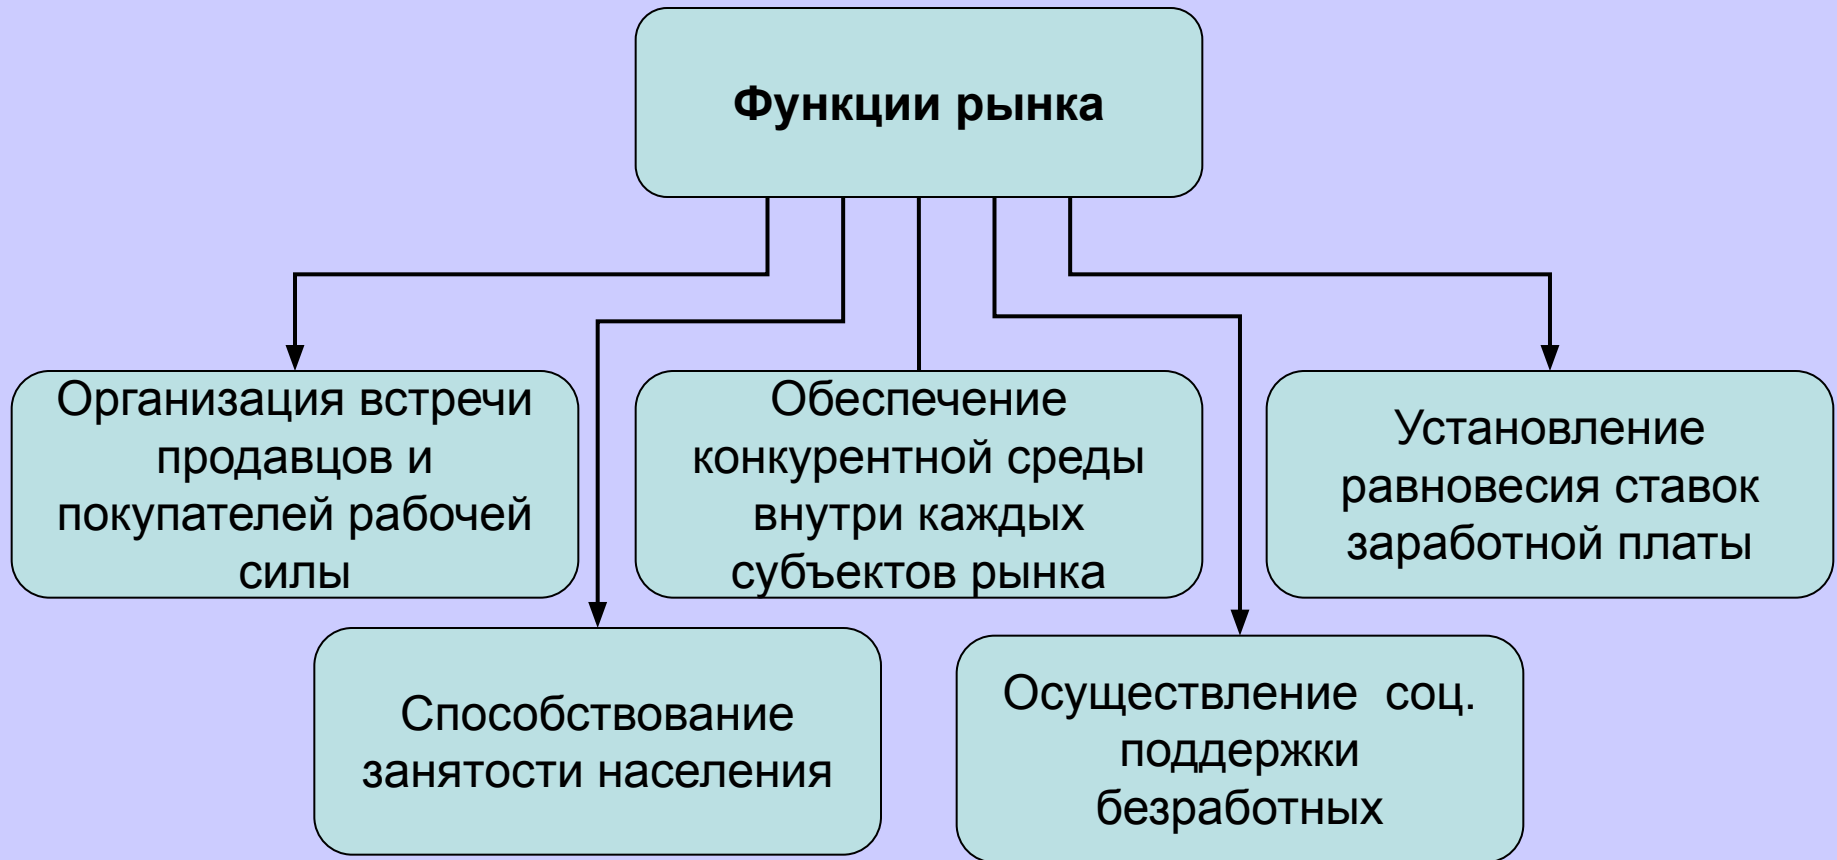 Функции рынка
Организация встречи
продавцов и
покупателей рабочей
силы
Обеспечение
конкурентной среды
внутри каждых
субъектов рынка
Установление
равновесия ставок
заработной платы
Способствование
занятости населения
Осуществление соц.
поддержки
безработных